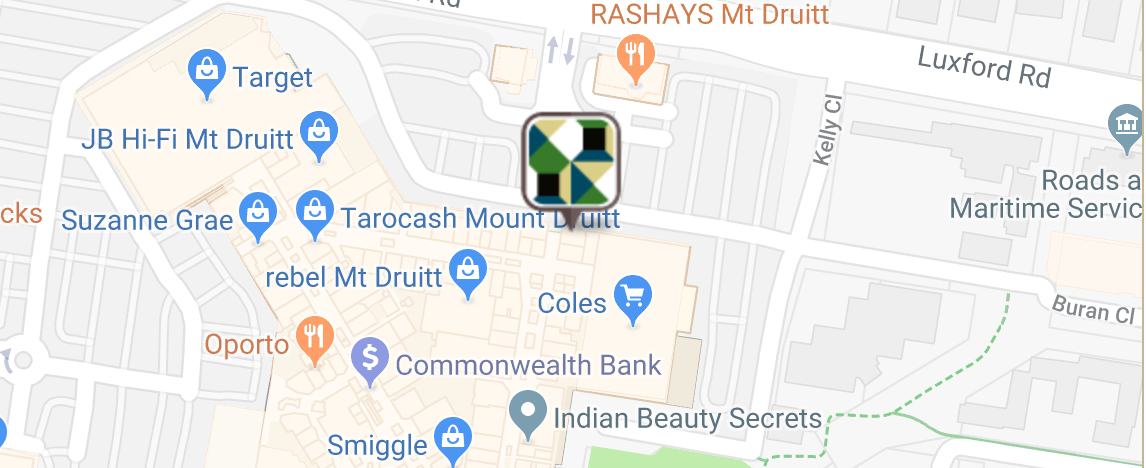 Rd
RASHAYS Mt Druitt
Luxford Rd
Target
JB Hi-Fi Mt Druitt
Kelly Cl
Roads a
Maritime Servic
cks
Suzanne Grae
Tarocash Mount Druitt
rebel Mt Druitt
Coles
Buran Cl
Oporto
Commonwealth Bank
Indian Beauty Secrets
Smiggle